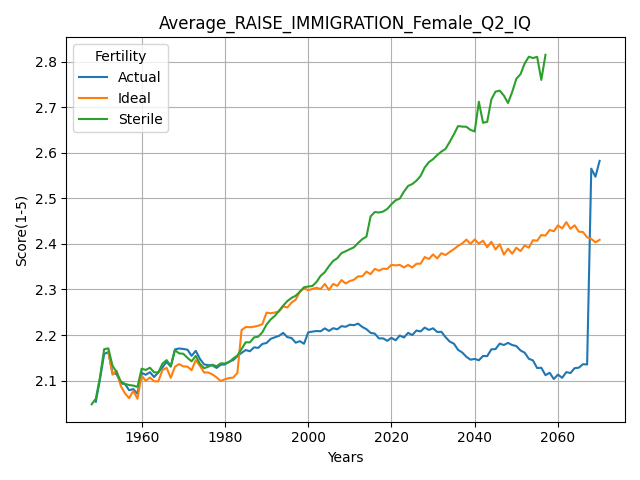 Average_RAISE_IMMIGRATION_Female_Q2_IQ
Fertility
Actual
Ideal
Sterile
Score(1-5)
2.8
2.7
2.6
2.5
2.4
2.3
2.2
2.1
1960
1980
2000
2020
2040
2060
Years